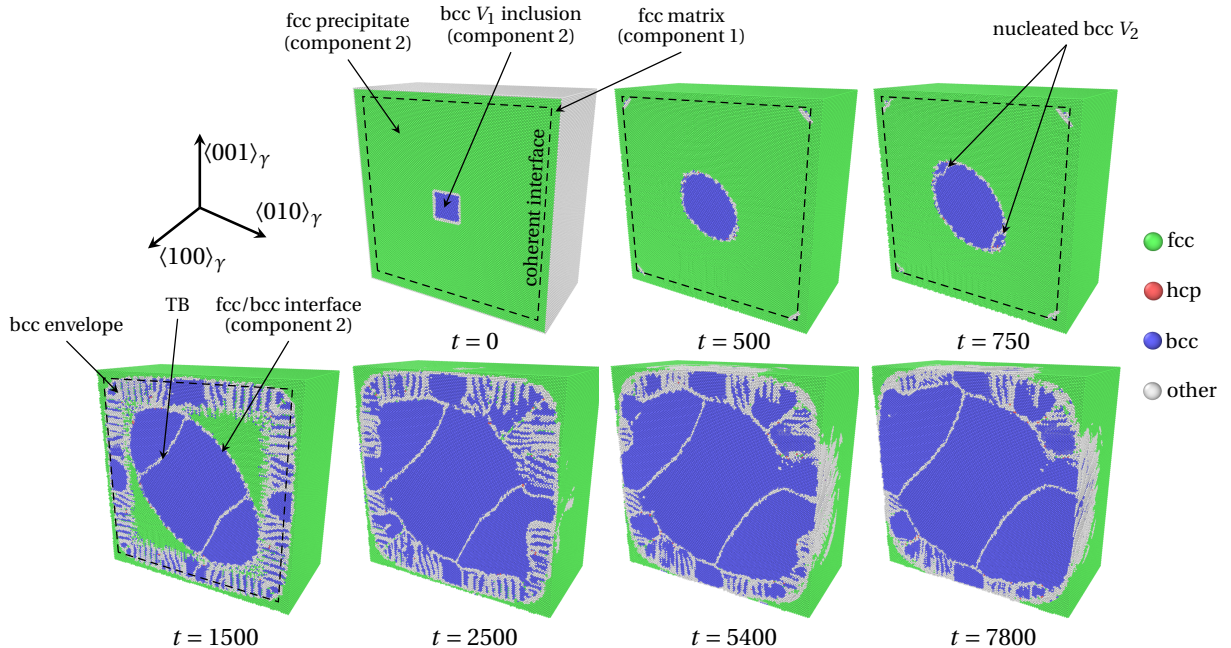 fcc precipitate
(component 2)
bcc V₁ inclusion
(component 2)
fcc matrix
(component 1)
nucleated bcc V₂
⟨001⟩γ
⟨010⟩γ
⟨100⟩γ
coherent interface
t = 0
t = 500
t = 750
fcc
hcp
bcc
other
bcc envelope
TB
fcc/bcc interface
(component 2)
t = 1500
t = 2500
t = 5400
t = 7800